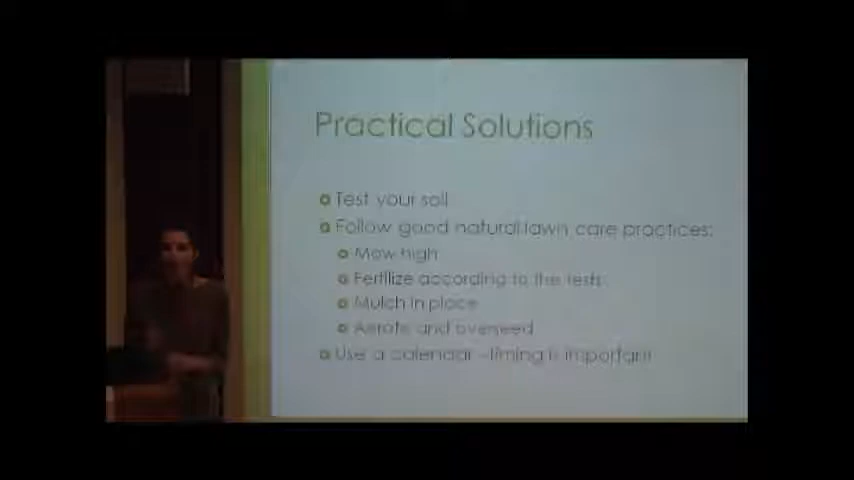 Practical Solutions
Test your soil
Follow good natural lawn care practices:
Mow high
Fertilize according to the tests
Mulch in place
Aerate and overseed
Use a calendar – timing is important